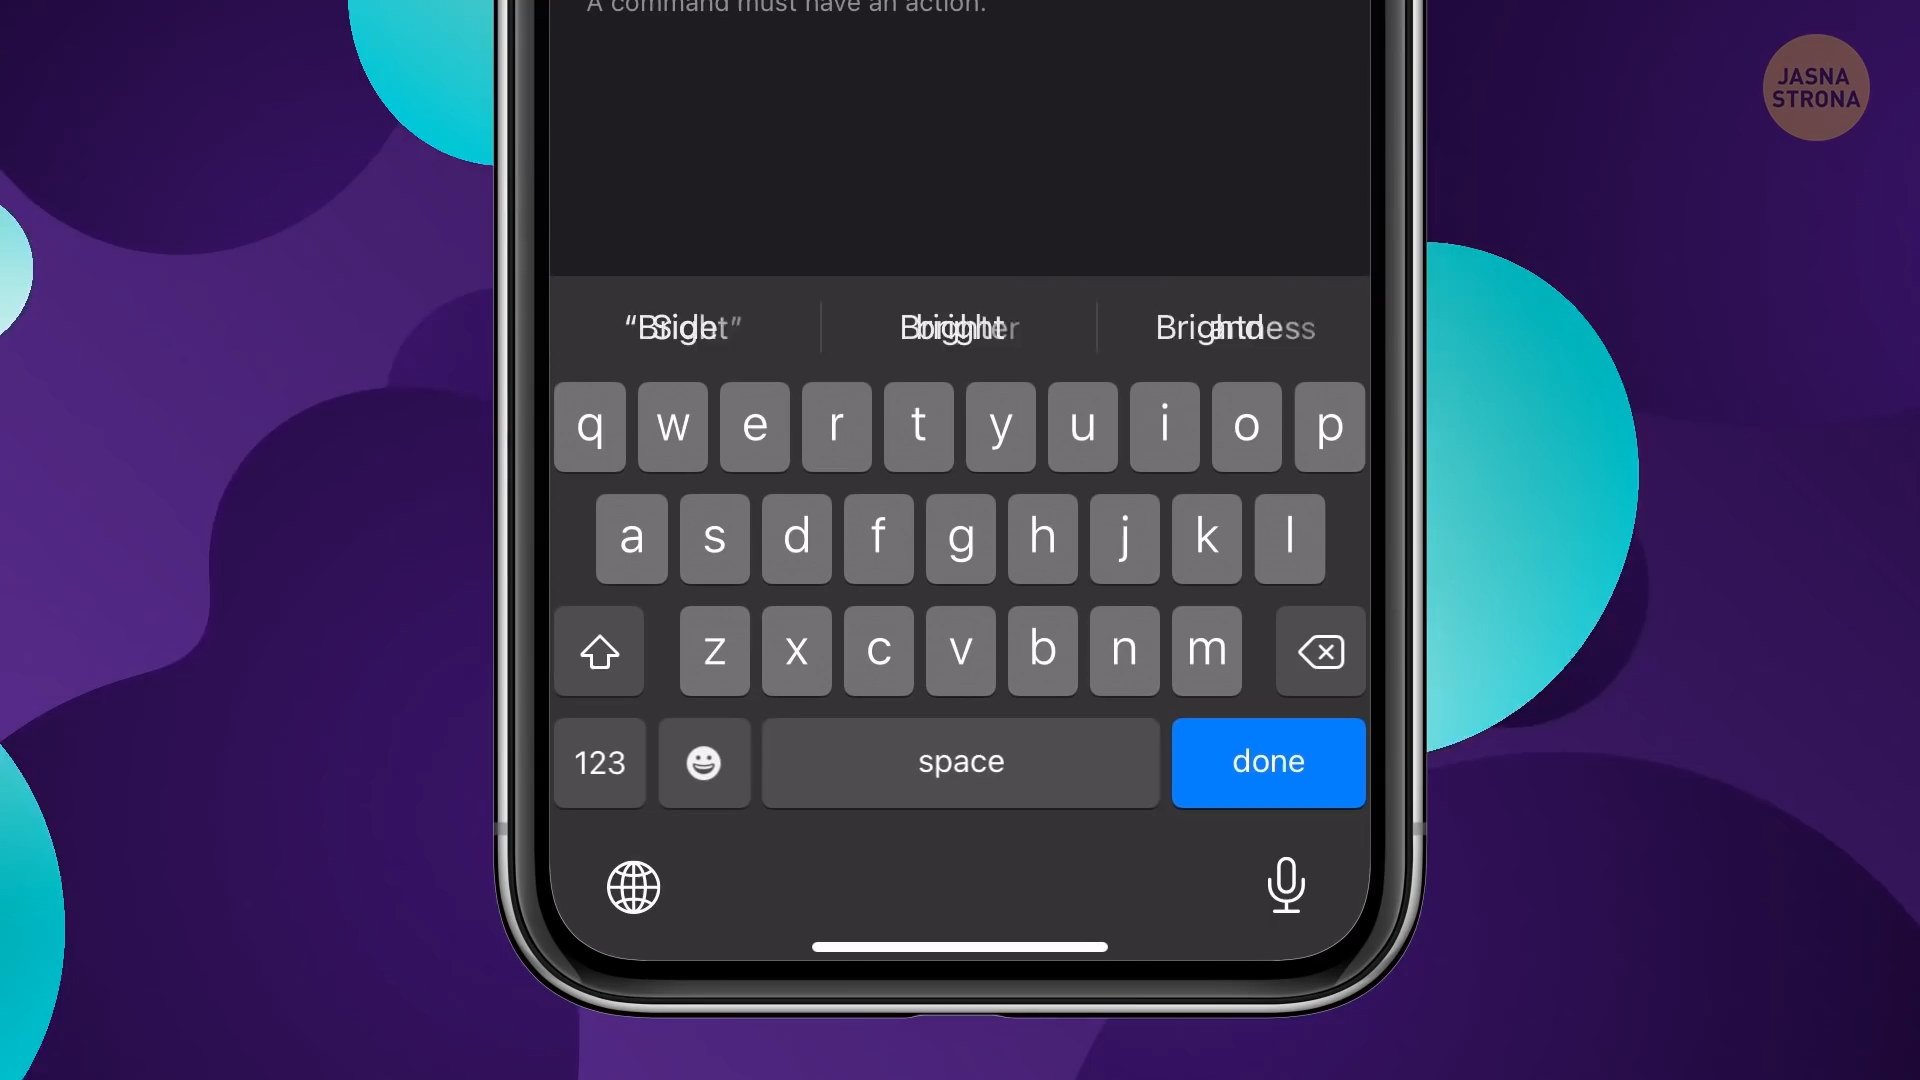 A command must have an action.
JASNA
STRONA
q w e r t y u i o p
a s d f g h j k l
z x c v b n m
123 space done